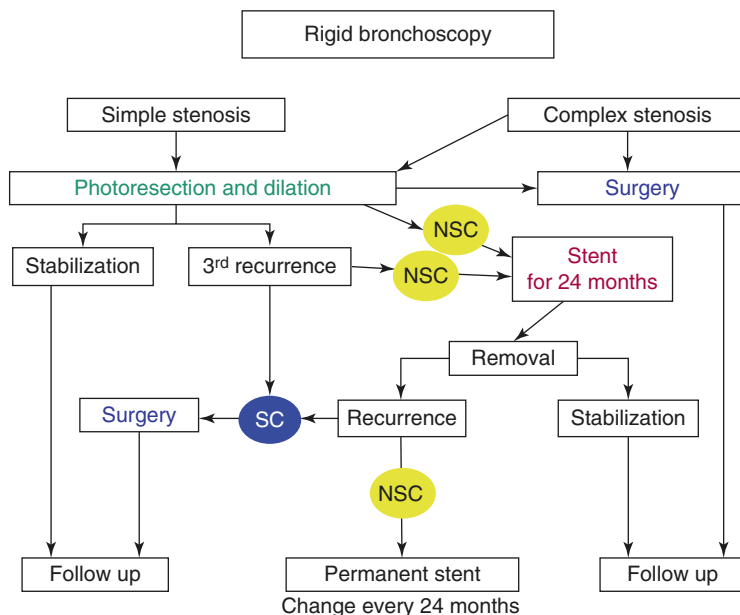 Rigid bronchoscopy
Simple stenosis
Complex stenosis
Photoresection and dilation
Surgery
NSC
Stabilization
3rd recurrence
NSC
Stent
for 24 months
Removal
Surgery
SC
Recurrence
Stabilization
NSC
Follow up
Permanent stent
Follow up
Change every 24 months